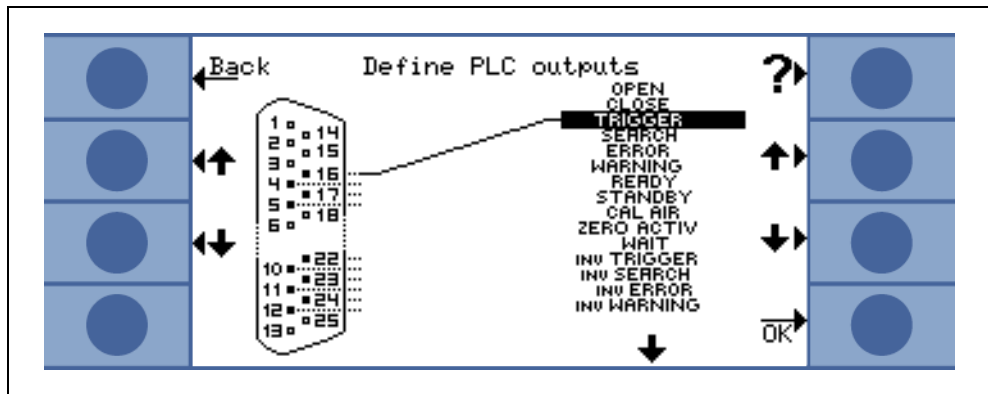 Back
Define PLC outputs
?
1
14
2
15
3
16
4
17
5
18
6
22
10
23
11
24
12
25
13
OPEN
CLOSE
TRIGGER
SEARCH
ERROR
WARNING
READY
STANDBY
CAL AIR
ZERO ACTIV
WAIT
INV TRIGGER
INV SEARCH
INV ERROR
INV WARNING
OK